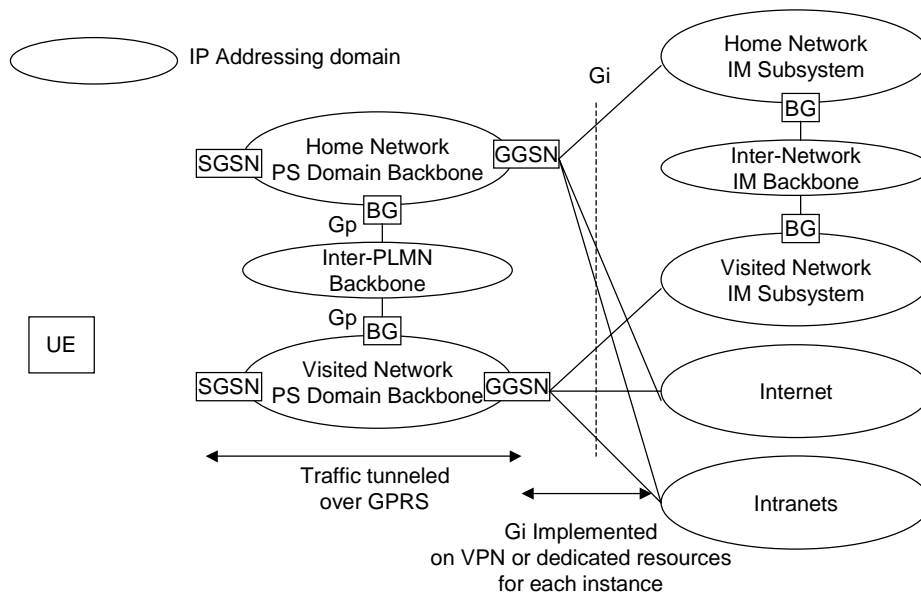 IP Addressing domain
Home Network
IM Subsystem
BG
Inter-Network
IM Backbone
BG
Visited Network
IM Subsystem
Gi
SGSN
Home Network
PS Domain Backbone
GGSN
BG
Gp
Inter-PLMN
Backbone
Gp
BG
UE
SGSN
Visited Network
PS Domain Backbone
GGSN
Internet
Intranets
Traffic tunneled
over GPRS
Gi Implemented
on VPN or dedicated resources
for each instance